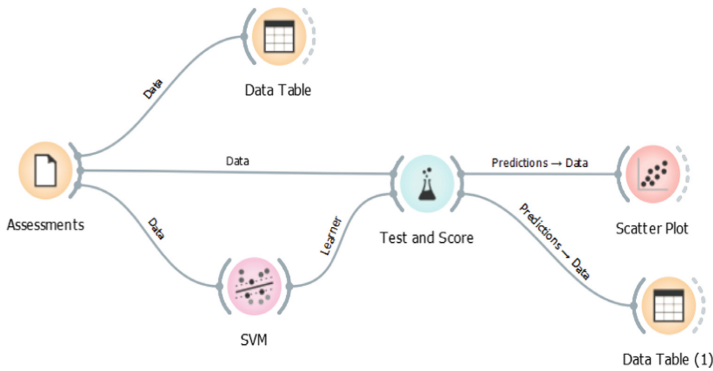 Data Table
Data
Data
Assessments
Data
SVM
Learner
Test and Score
Predictions → Data
Scatter Plot
Predictions → Data
Data Table (1)